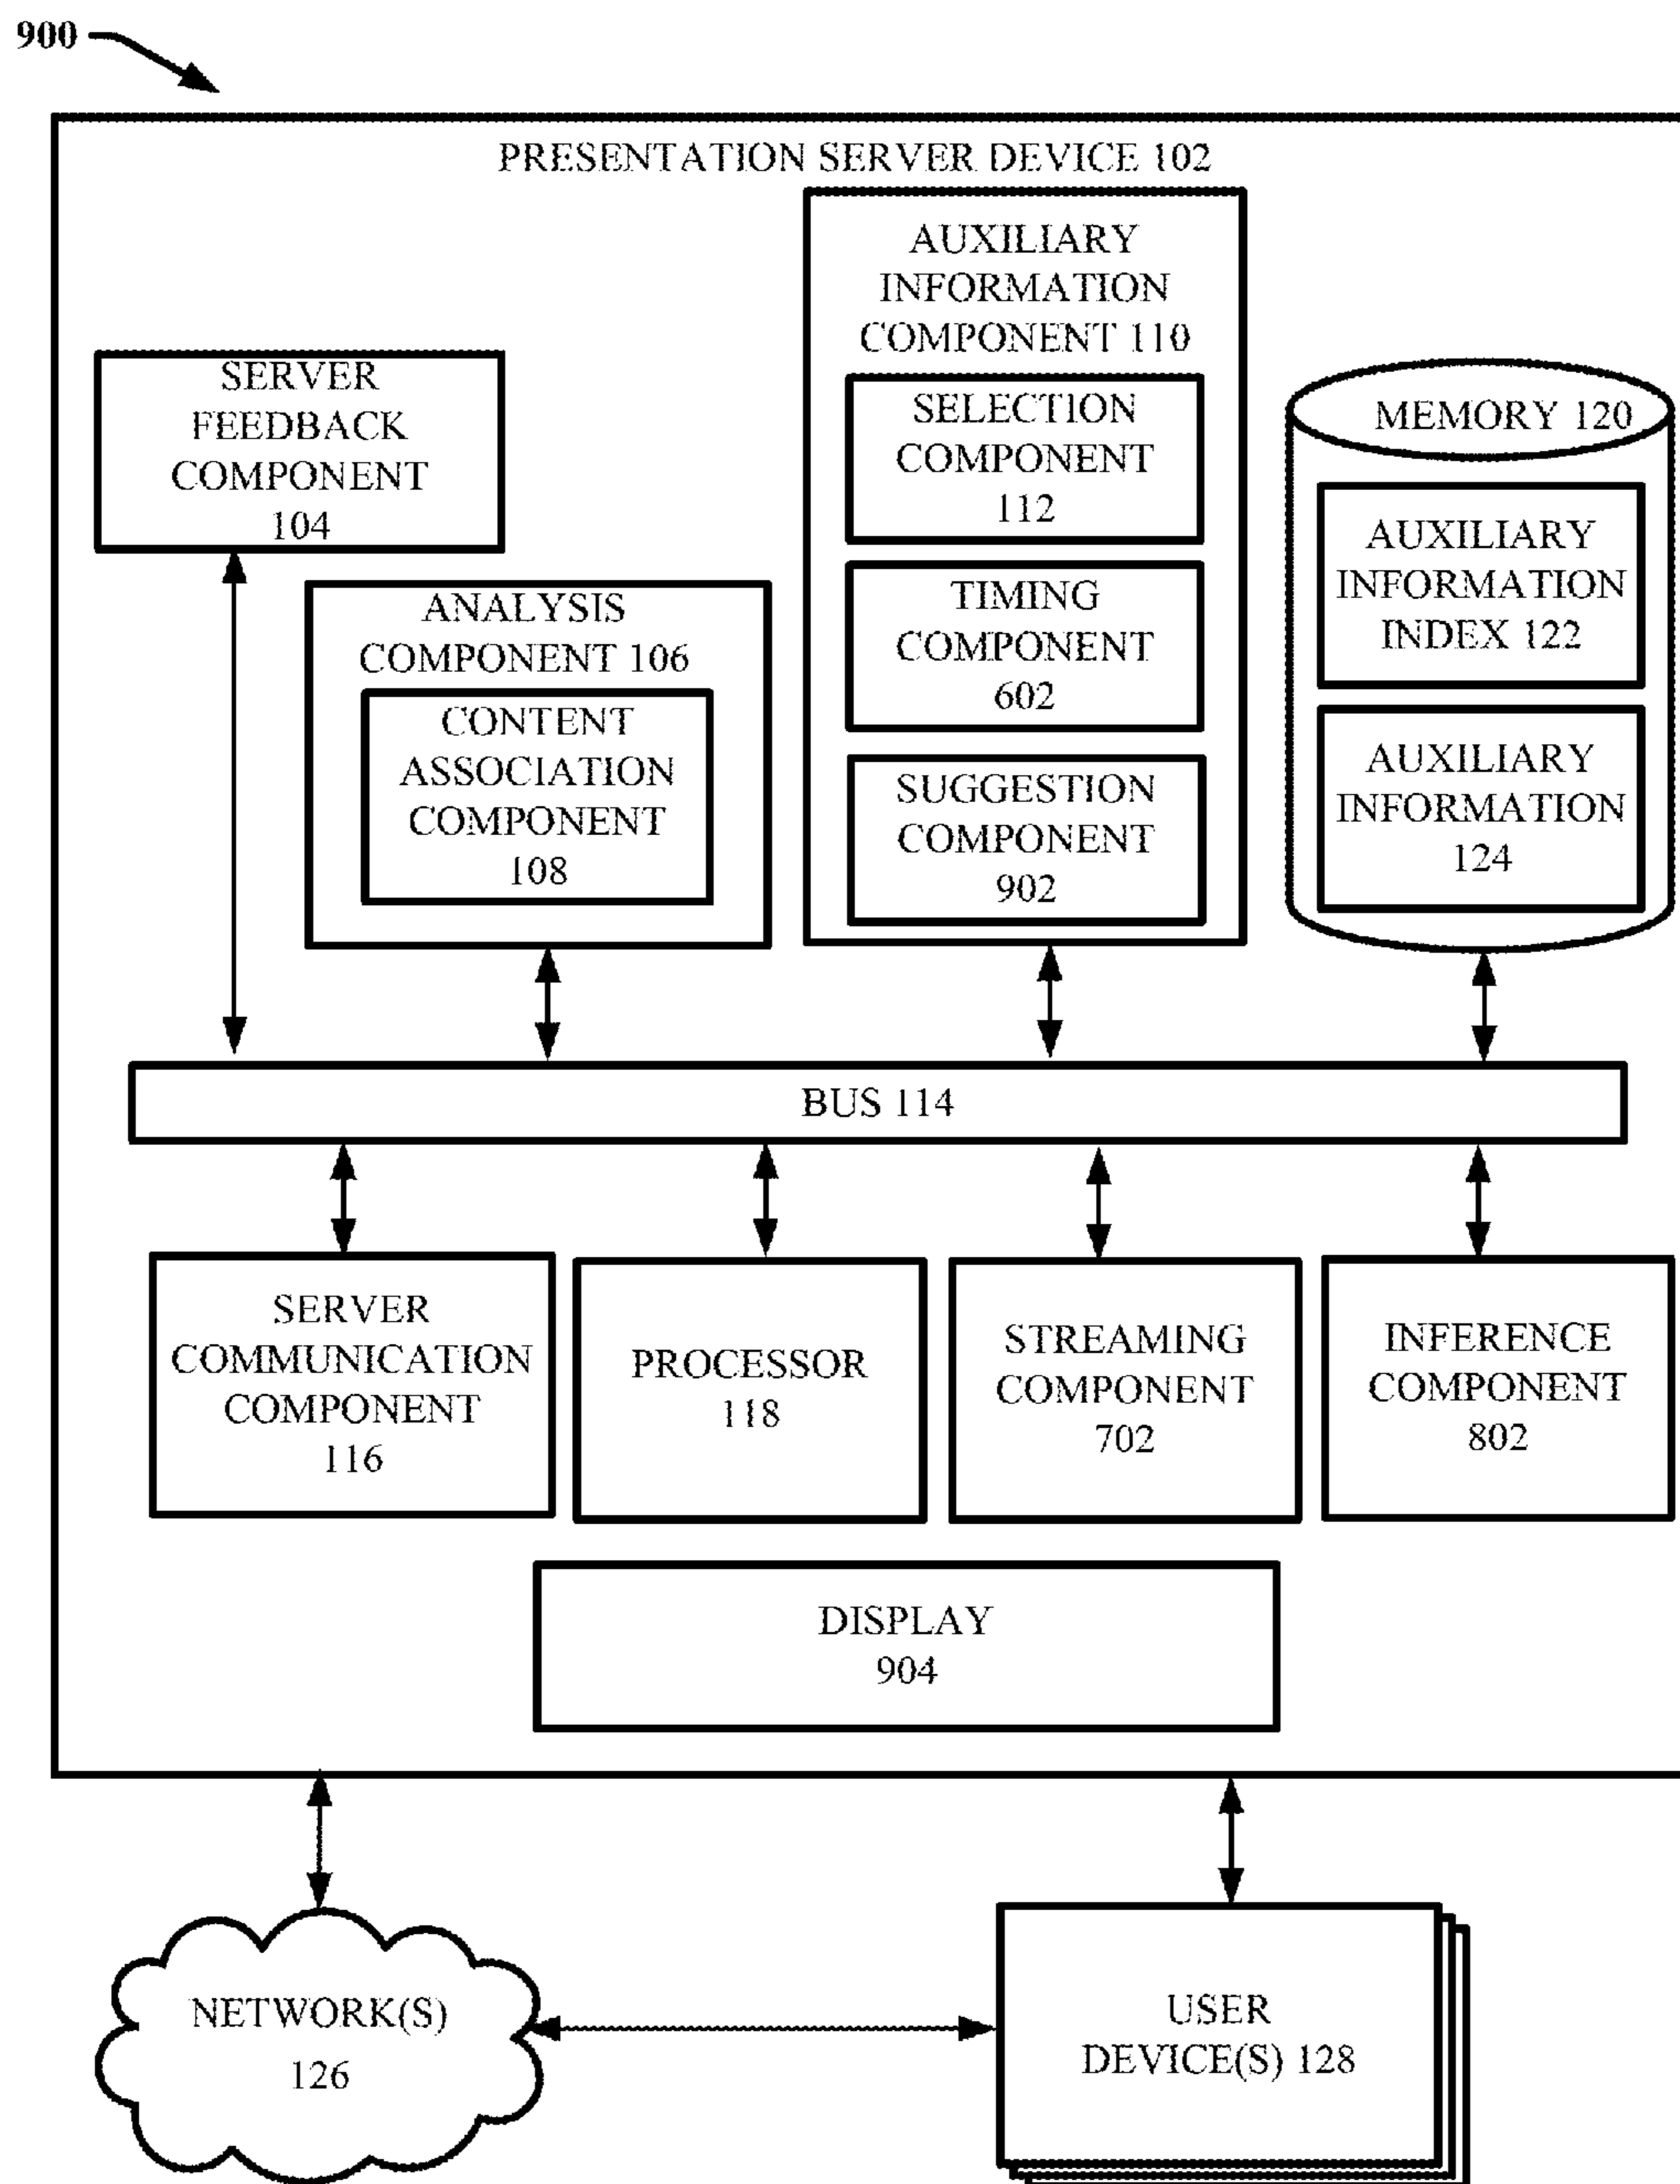 900
PRESENTATION SERVER DEVICE 102
SERVER
FEEDBACK
COMPONENT
104
ANALYSIS
COMPONENT 106
CONTENT
ASSOCIATION
COMPONENT
108
AUXILIARY
INFORMATION
COMPONENT 110
SELECTION
COMPONENT
112
TIMING
COMPONENT
602
SUGGESTION
COMPONENT
902
MEMORY 120
AUXILIARY
INFORMATION
INDEX 122
AUXILIARY
INFORMATION
124
BUS 114
SERVER
COMMUNICATION
COMPONENT
116
PROCESSOR
118
STREAMING
COMPONENT
702
INFERENCE
COMPONENT
802
DISPLAY
904
NETWORK(S)
126
USER
DEVICE(S) 128